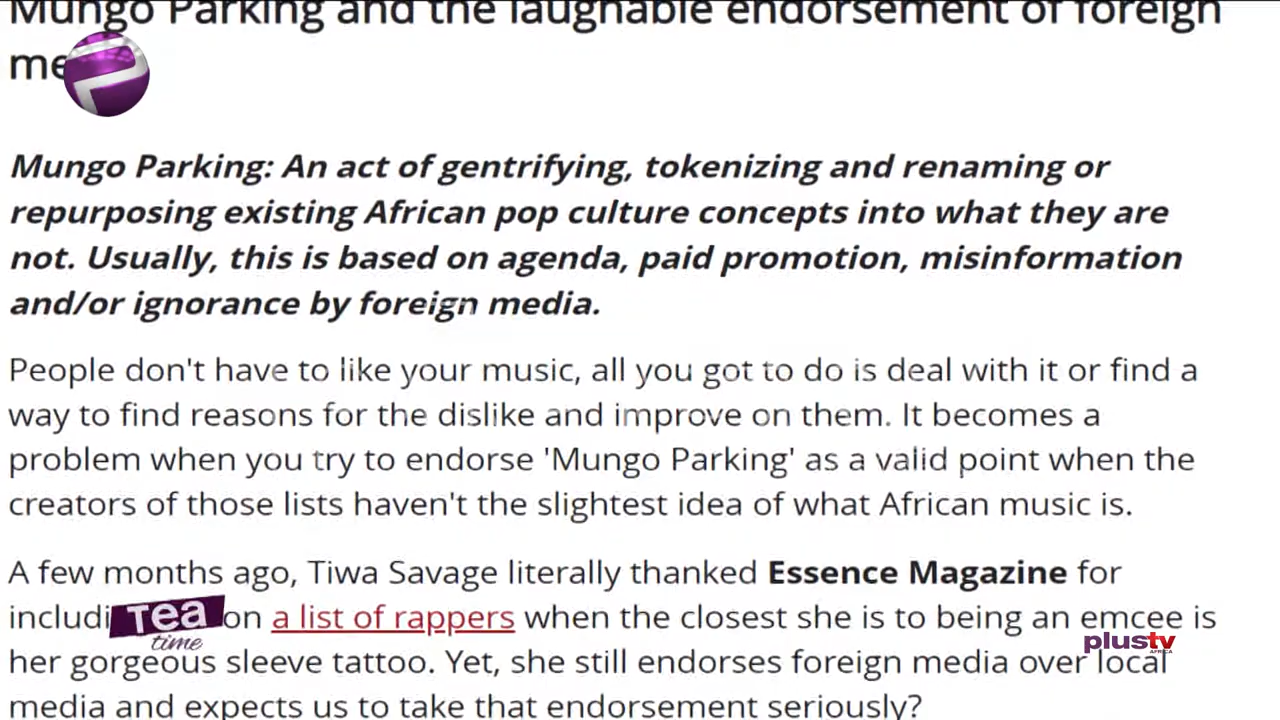 Mungo Parking and the laughable endorsement of foreign
me
Mungo Parking: An act of gentrifying, tokenizing and renaming or
repurposing existing African pop culture concepts into what they are
not. Usually, this is based on agenda, paid promotion, misinformation
and/or ignorance by foreign media.
People don't have to like your music, all you got to do is deal with it or find a
way to find reasons for the dislike and improve on them. It becomes a
problem when you try to endorse 'Mungo Parking' as a valid point when the
creators of those lists haven't the slightest idea of what African music is.
A few months ago, Tiwa Savage literally thanked Essence Magazine for
includi on a list of rappers when the closest she is to being an emcee is
Tea
time
her gorgeous sleeve tattoo. Yet, she still endorses foreign media over local
plustv
AFRICA
media and expects us to take that endorsement seriously?